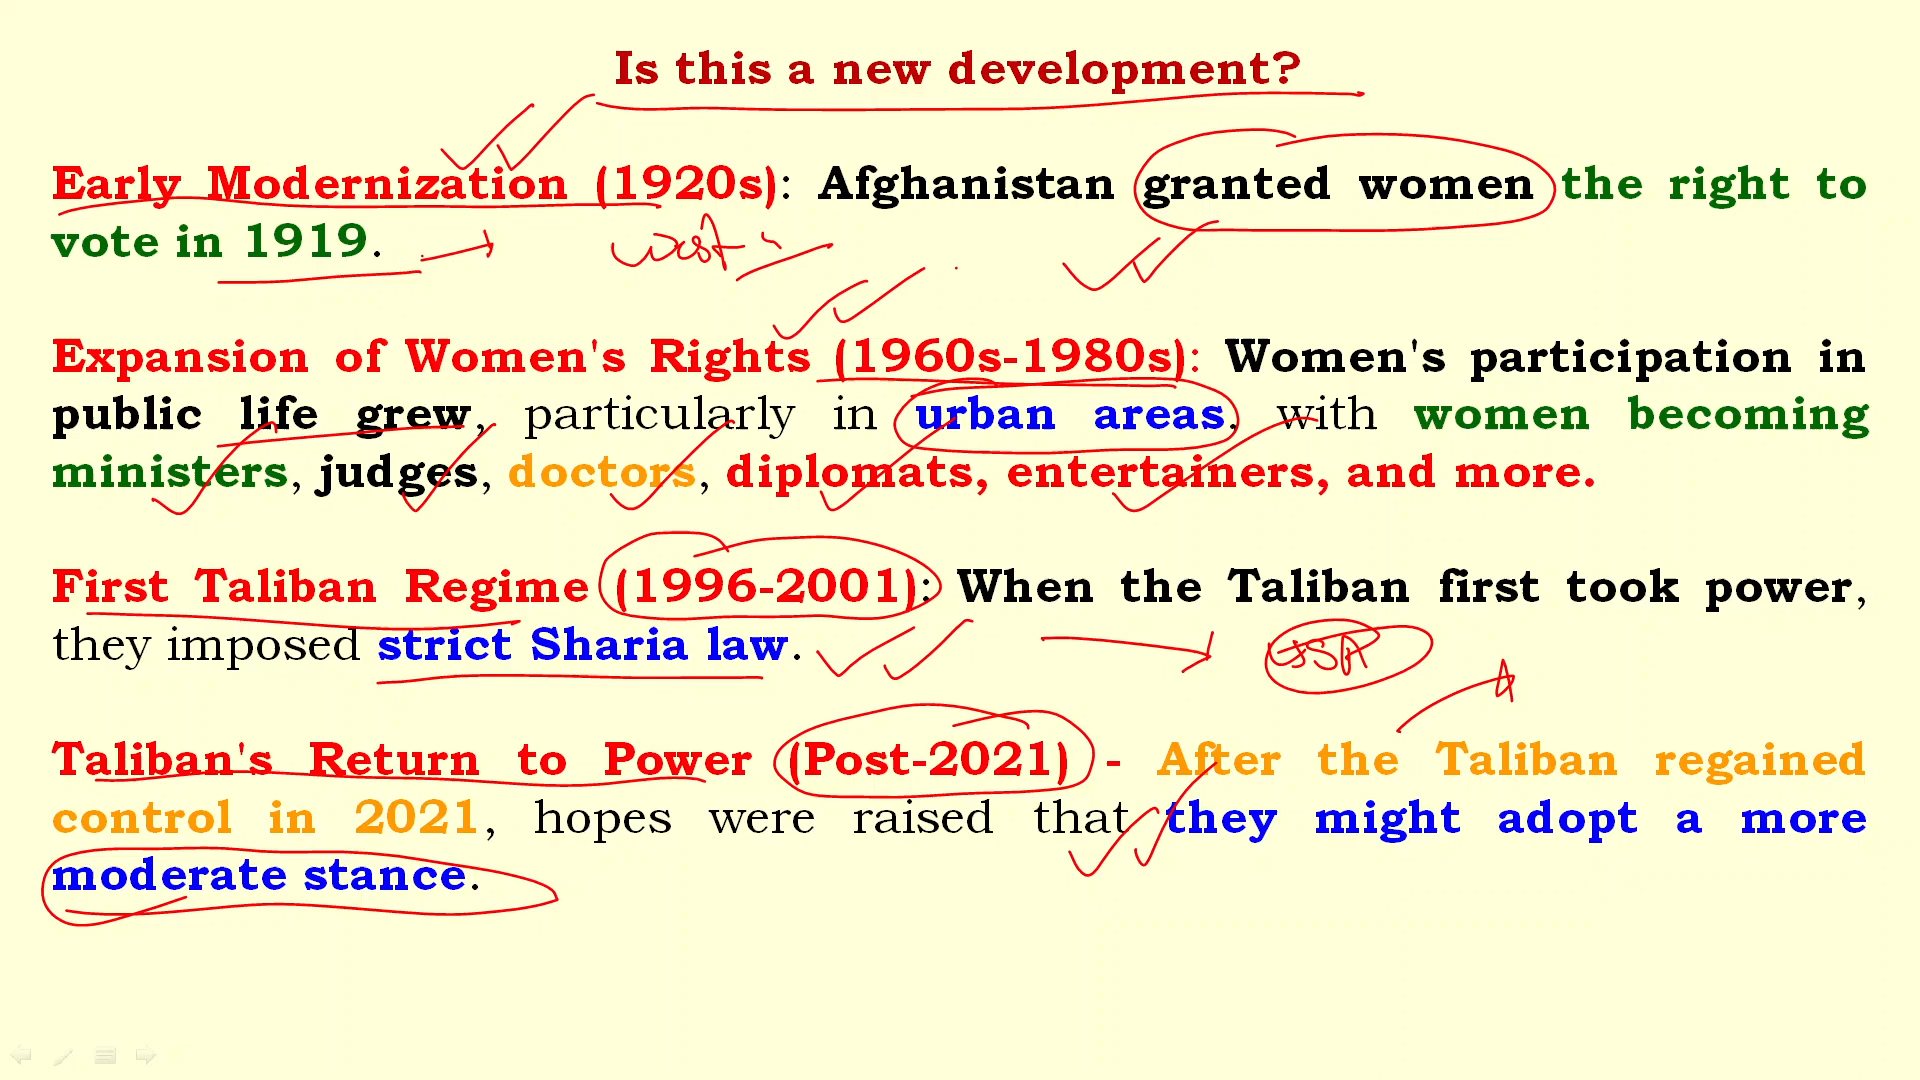 Is this a new development?
Early Modernization (1920s): Afghanistan granted women the right to
vote in 1919.
west
Expansion of Women's Rights (1960s-1980s): Women's participation in
public life grew, particularly in urban areas, with women becoming
ministers, judges, doctors, diplomats, entertainers, and more.
First Taliban Regime (1996-2001): When the Taliban first took power,
they imposed strict Sharia law.
USA
Taliban's Return to Power (Post-2021) - After the Taliban regained
control in 2021, hopes were raised that they might adopt a more
moderate stance.